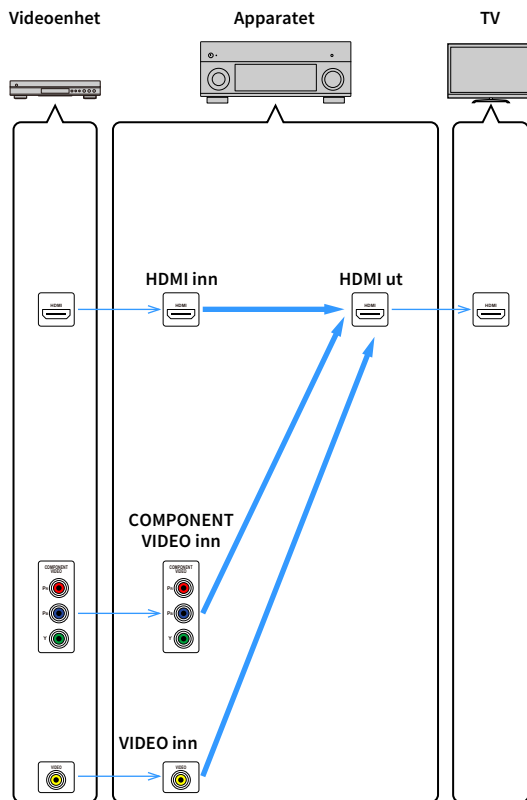 Videoenhet
Apparatet
TV
HDMI inn
HDMI ut
HDMI
HDMI
HDMI
HDMI
COMPONENT
VIDEO inn
COMPONENT
VIDEO
PR
PB
Y
COMPONENT
VIDEO
PR
PB
Y
VIDEO inn
VIDEO
VIDEO